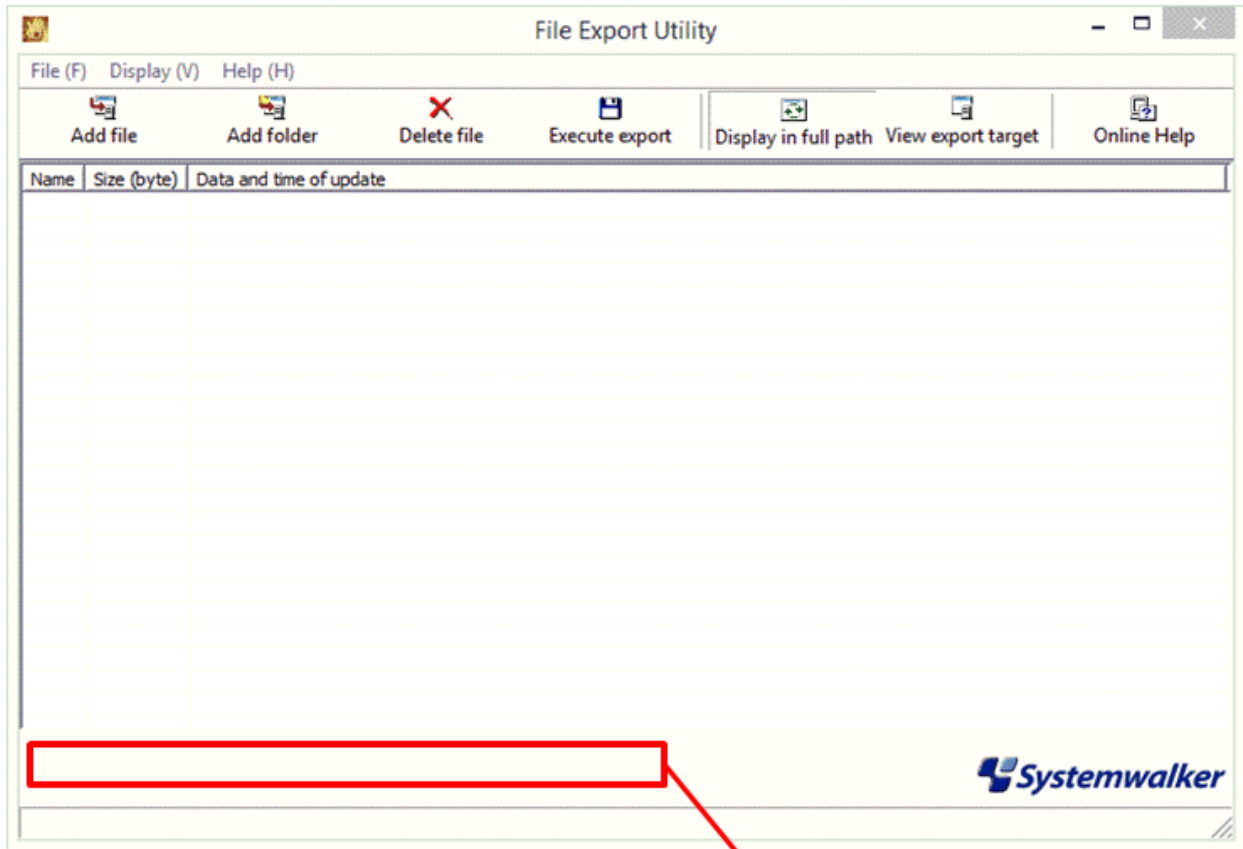 File Export Utility
File (F) Display (V) Help (H)
Add file Add folder Delete file Execute export Display in full path View export target Online Help
Name Size (byte) Data and time of update
Systemwalker